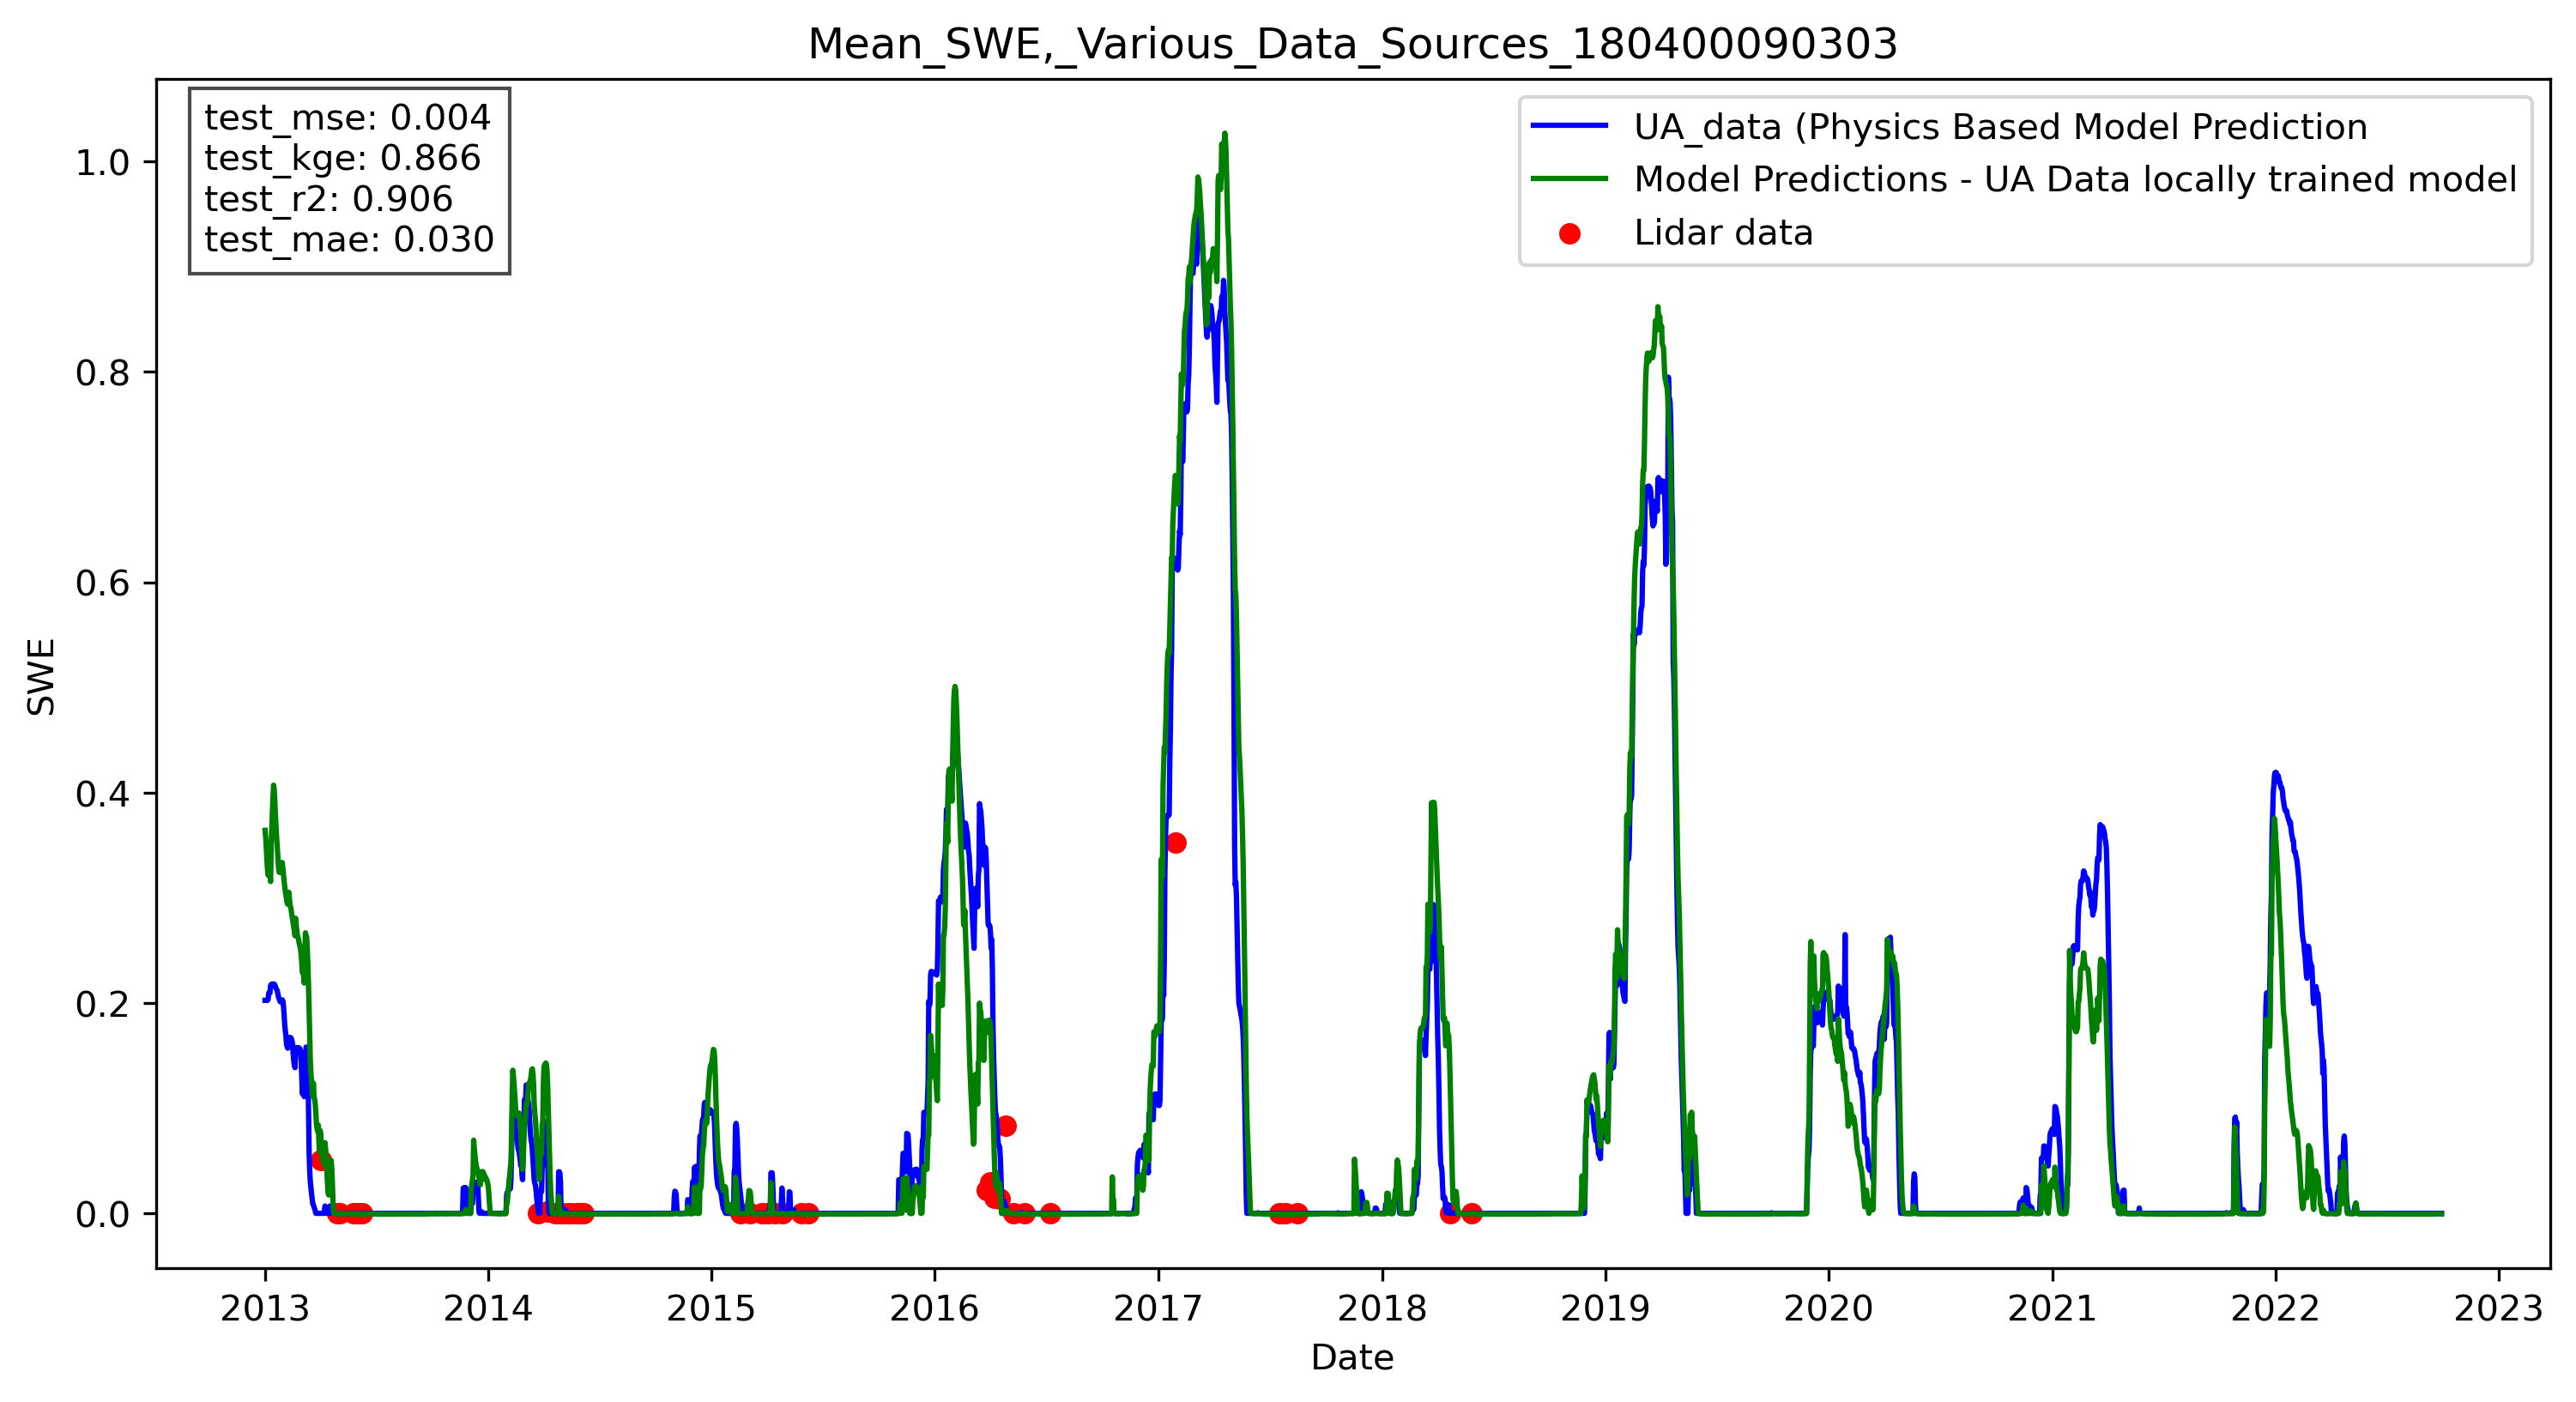 Mean_SWE,_Various_Data_Sources_180400090303
test_mse: 0.004
test_kge: 0.866
test_r2: 0.906
test_mae: 0.030
UA_data (Physics Based Model Prediction
Model Predictions - UA Data locally trained model
Lidar data
1.0
0.8
0.6
0.4
0.2
0.0
SWE
2013 2014 2015 2016 2017 2018 2019 2020 2021 2022 2023
Date